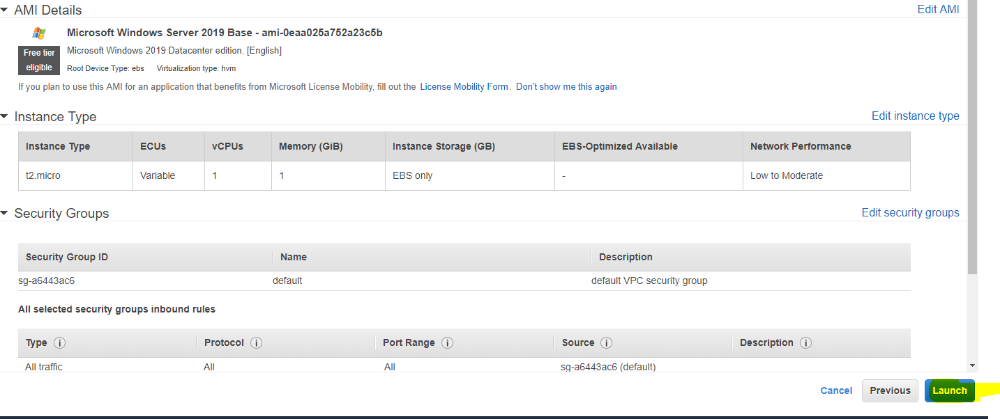 AMI Details
Edit AMI
Microsoft Windows Server 2019 Base - ami-0eaa025a752a23c5b
Free tier
eligible
Microsoft Windows 2019 Datacenter edition. [English]
Root Device Type: ebs Virtualization type: hvm
If you plan to use this AMI for an application that benefits from Microsoft License Mobility, fill out the License Mobility Form. Don't show me this again
Instance Type
Edit instance type
Instance Type ECUs vCPUs Memory (GiB) Instance Storage (GB) EBS-Optimized Available Network Performance
t2.micro Variable 1 1 EBS only - Low to Moderate
Security Groups
Edit security groups
Security Group ID Name Description
sg-a6443ac6 default default VPC security group
All selected security groups inbound rules
Type i Protocol i Port Range i Source i Description i
All traffic All All sg-a6443ac6 (default)
Cancel Previous Launch